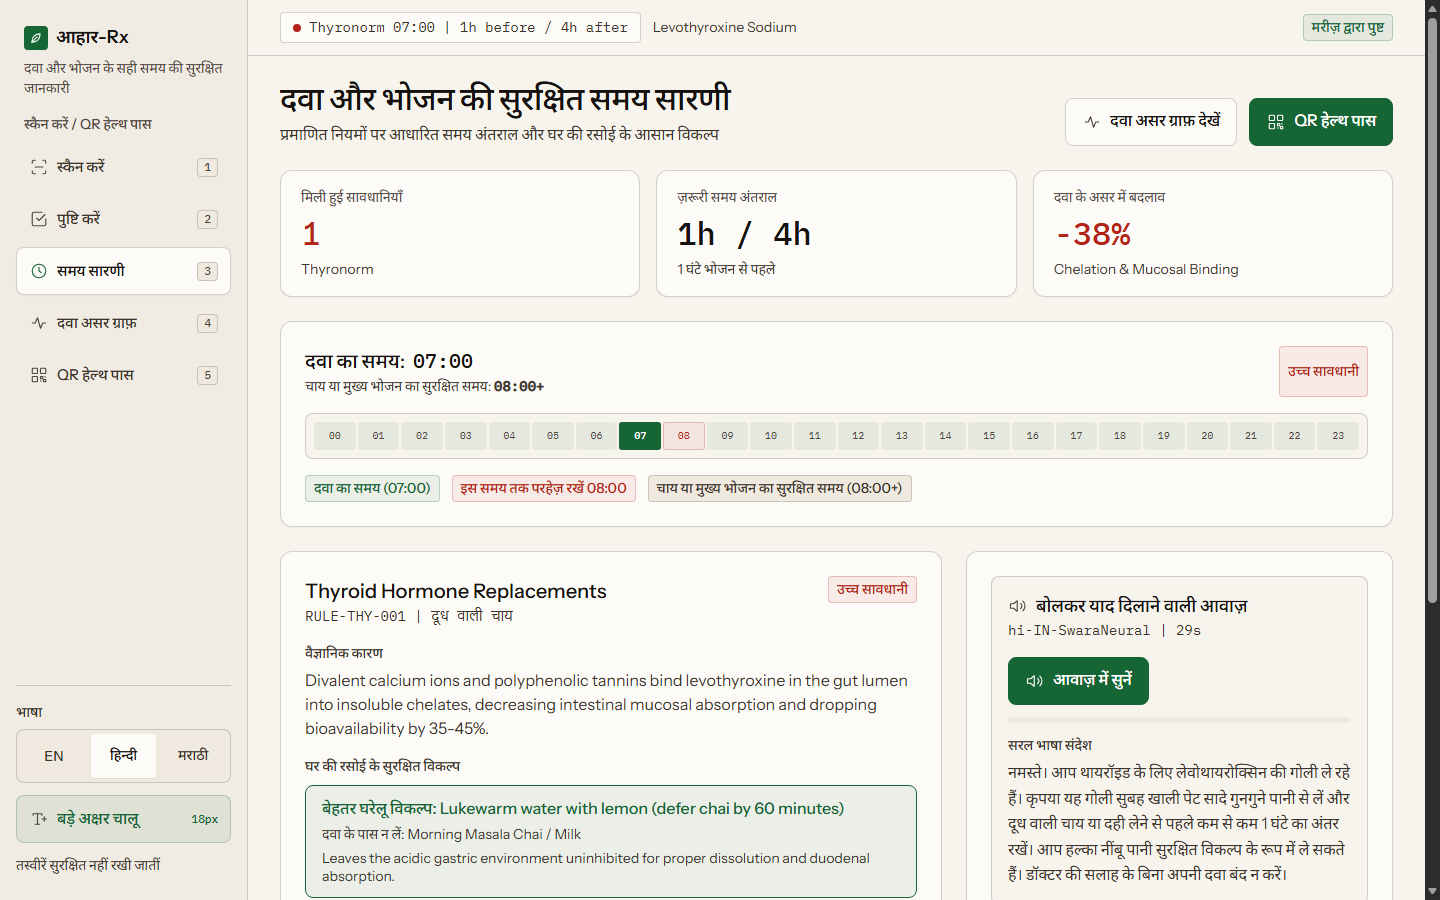 आहार-Rx
दवा और भोजन के सही समय की सुरक्षित
जानकारी
स्कैन करें / QR हेल्थ पास
स्कैन करें 1
पुष्टि करें 2
समय सारणी 3
दवा असर ग्राफ़ 4
QR हेल्थ पास 5
भाषा
EN हिन्दी मराठी
बड़े अक्षर चालू 18px
तस्वीरें सुरक्षित नहीं रखी जातीं
Thyronorm 07:00 | 1h before / 4h after Levothyroxine Sodium
मरीज़ द्वारा पुष्ट
दवा और भोजन की सुरक्षित समय सारणी
प्रमाणित नियमों पर आधारित समय अंतराल और घर की रसोई के आसान विकल्प
दवा असर ग्राफ़ देखें
QR हेल्थ पास
मिली हुई सावधानियाँ
1
Thyronorm
ज़रूरी समय अंतराल
1h / 4h
1 घंटे भोजन से पहले
दवा के असर में बदलाव
-38%
Chelation & Mucosal Binding
दवा का समय: 07:00
चाय या मुख्य भोजन का सुरक्षित समय: 08:00+
उच्च सावधानी
00 01 02 03 04 05 06 07 08 09 10 11 12 13 14 15 16 17 18 19 20 21 22 23
दवा का समय (07:00) इस समय तक परहेज़ रखें 08:00 चाय या मुख्य भोजन का सुरक्षित समय (08:00+)
Thyroid Hormone Replacements
उच्च सावधानी
RULE-THY-001 | दूध वाली चाय
वैज्ञानिक कारण
Divalent calcium ions and polyphenolic tannins bind levothyroxine in the gut lumen
into insoluble chelates, decreasing intestinal mucosal absorption and dropping
bioavailability by 35-45%.
घर की रसोई के सुरक्षित विकल्प
बेहतर घरेलू विकल्प: Lukewarm water with lemon (defer chai by 60 minutes)
दवा के पास न लें: Morning Masala Chai / Milk
Leaves the acidic gastric environment uninhibited for proper dissolution and duodenal
absorption.
बोलकर याद दिलाने वाली आवाज़
hi-IN-SwaraNeural | 29s
आवाज़ में सुनें
सरल भाषा संदेश
नमस्ते। आप थायरॉइड के लिए लेवोथायरोक्सिन की गोली ले रहे
हैं। कृपया यह गोली सुबह खाली पेट सादे गुनगुने पानी से लें और
दूध वाली चाय या दही लेने से पहले कम से कम 1 घंटे का अंतर
रखें। आप हल्का नींबू पानी सुरक्षित विकल्प के रूप में ले सकते
हैं। डॉक्टर की सलाह के बिना अपनी दवा बंद न करें।